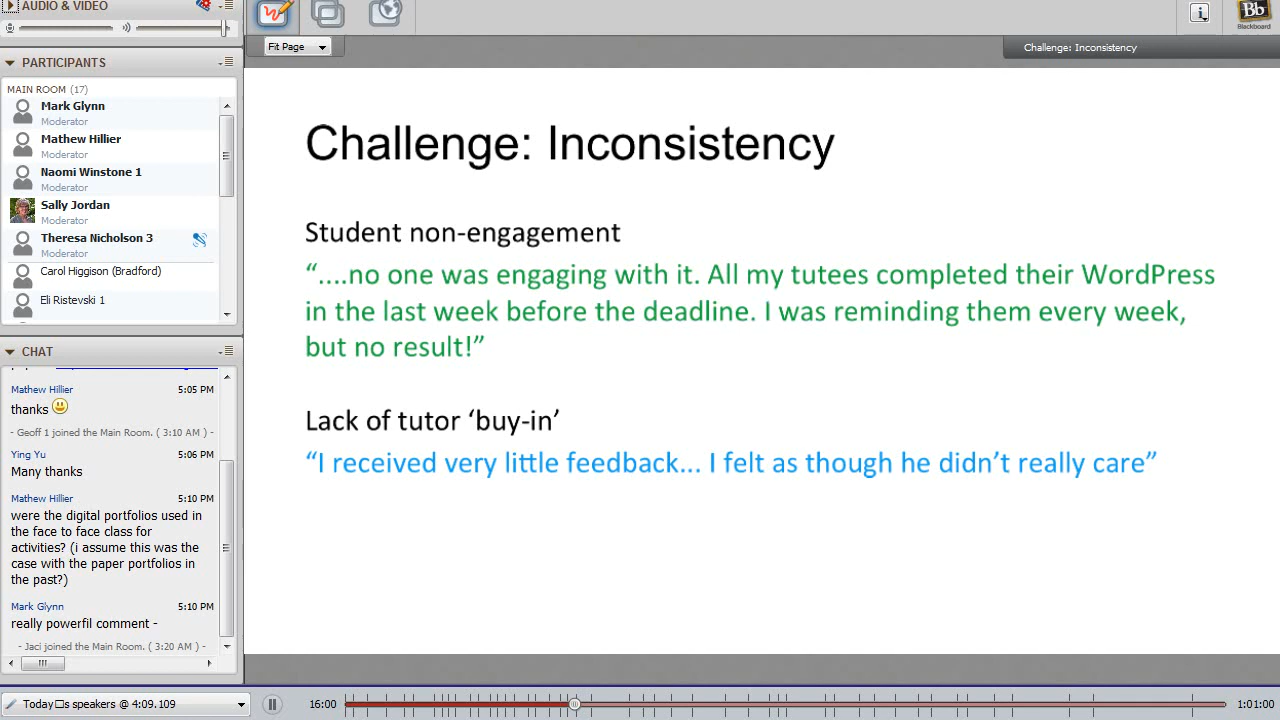 AUDIO & VIDEO
Bb
Blackboard
Fit Page
Challenge: Inconsistency
PARTICIPANTS
MAIN ROOM (17)
Mark Glynn
Moderator
Mathew Hillier
Moderator
Naomi Winstone 1
Moderator
Sally Jordan
Moderator
Theresa Nicholson 3
Moderator
Carol Higgison (Bradford)
Eli Ristevski 1
CHAT
Mathew Hillier 5:05 PM
thanks
- Geoff 1 joined the Main Room. ( 3:10 AM ) -
Ying Yu 5:06 PM
Many thanks
Mathew Hillier 5:10 PM
were the digital portfolios used in
the face to face class for
activities? (i assume this was the
case with the paper portfolios in
the past?)
Mark Glynn 5:10 PM
really powerfil comment -
- Jaci joined the Main Room. ( 3:20 AM ) -
Challenge: Inconsistency
Student non-engagement
“....no one was engaging with it. All my tutees completed their WordPress
in the last week before the deadline. I was reminding them every week,
but no result!”
Lack of tutor ‘buy-in’
“I received very little feedback... I felt as though he didn’t really care”
Today□s speakers @ 4:09.109
16:00
1:01:00